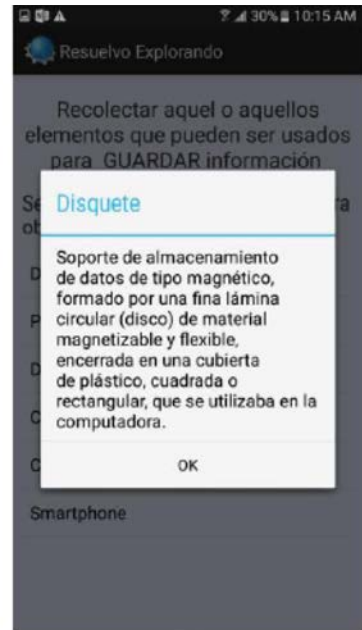 30% 10:15 AM
Resuelvo Explorando
Recolectar aquel o aquellos
elementos que pueden ser usados
para GUARDAR información
Disquete
Soporte de almacenamiento
de datos de tipo magnético,
formado por una fina lámina
circular (disco) de material
magnetizable y flexible,
encerrada en una cubierta
de plástico, cuadrada o
rectangular, que se utilizaba en la
computadora.
OK
Smartphone